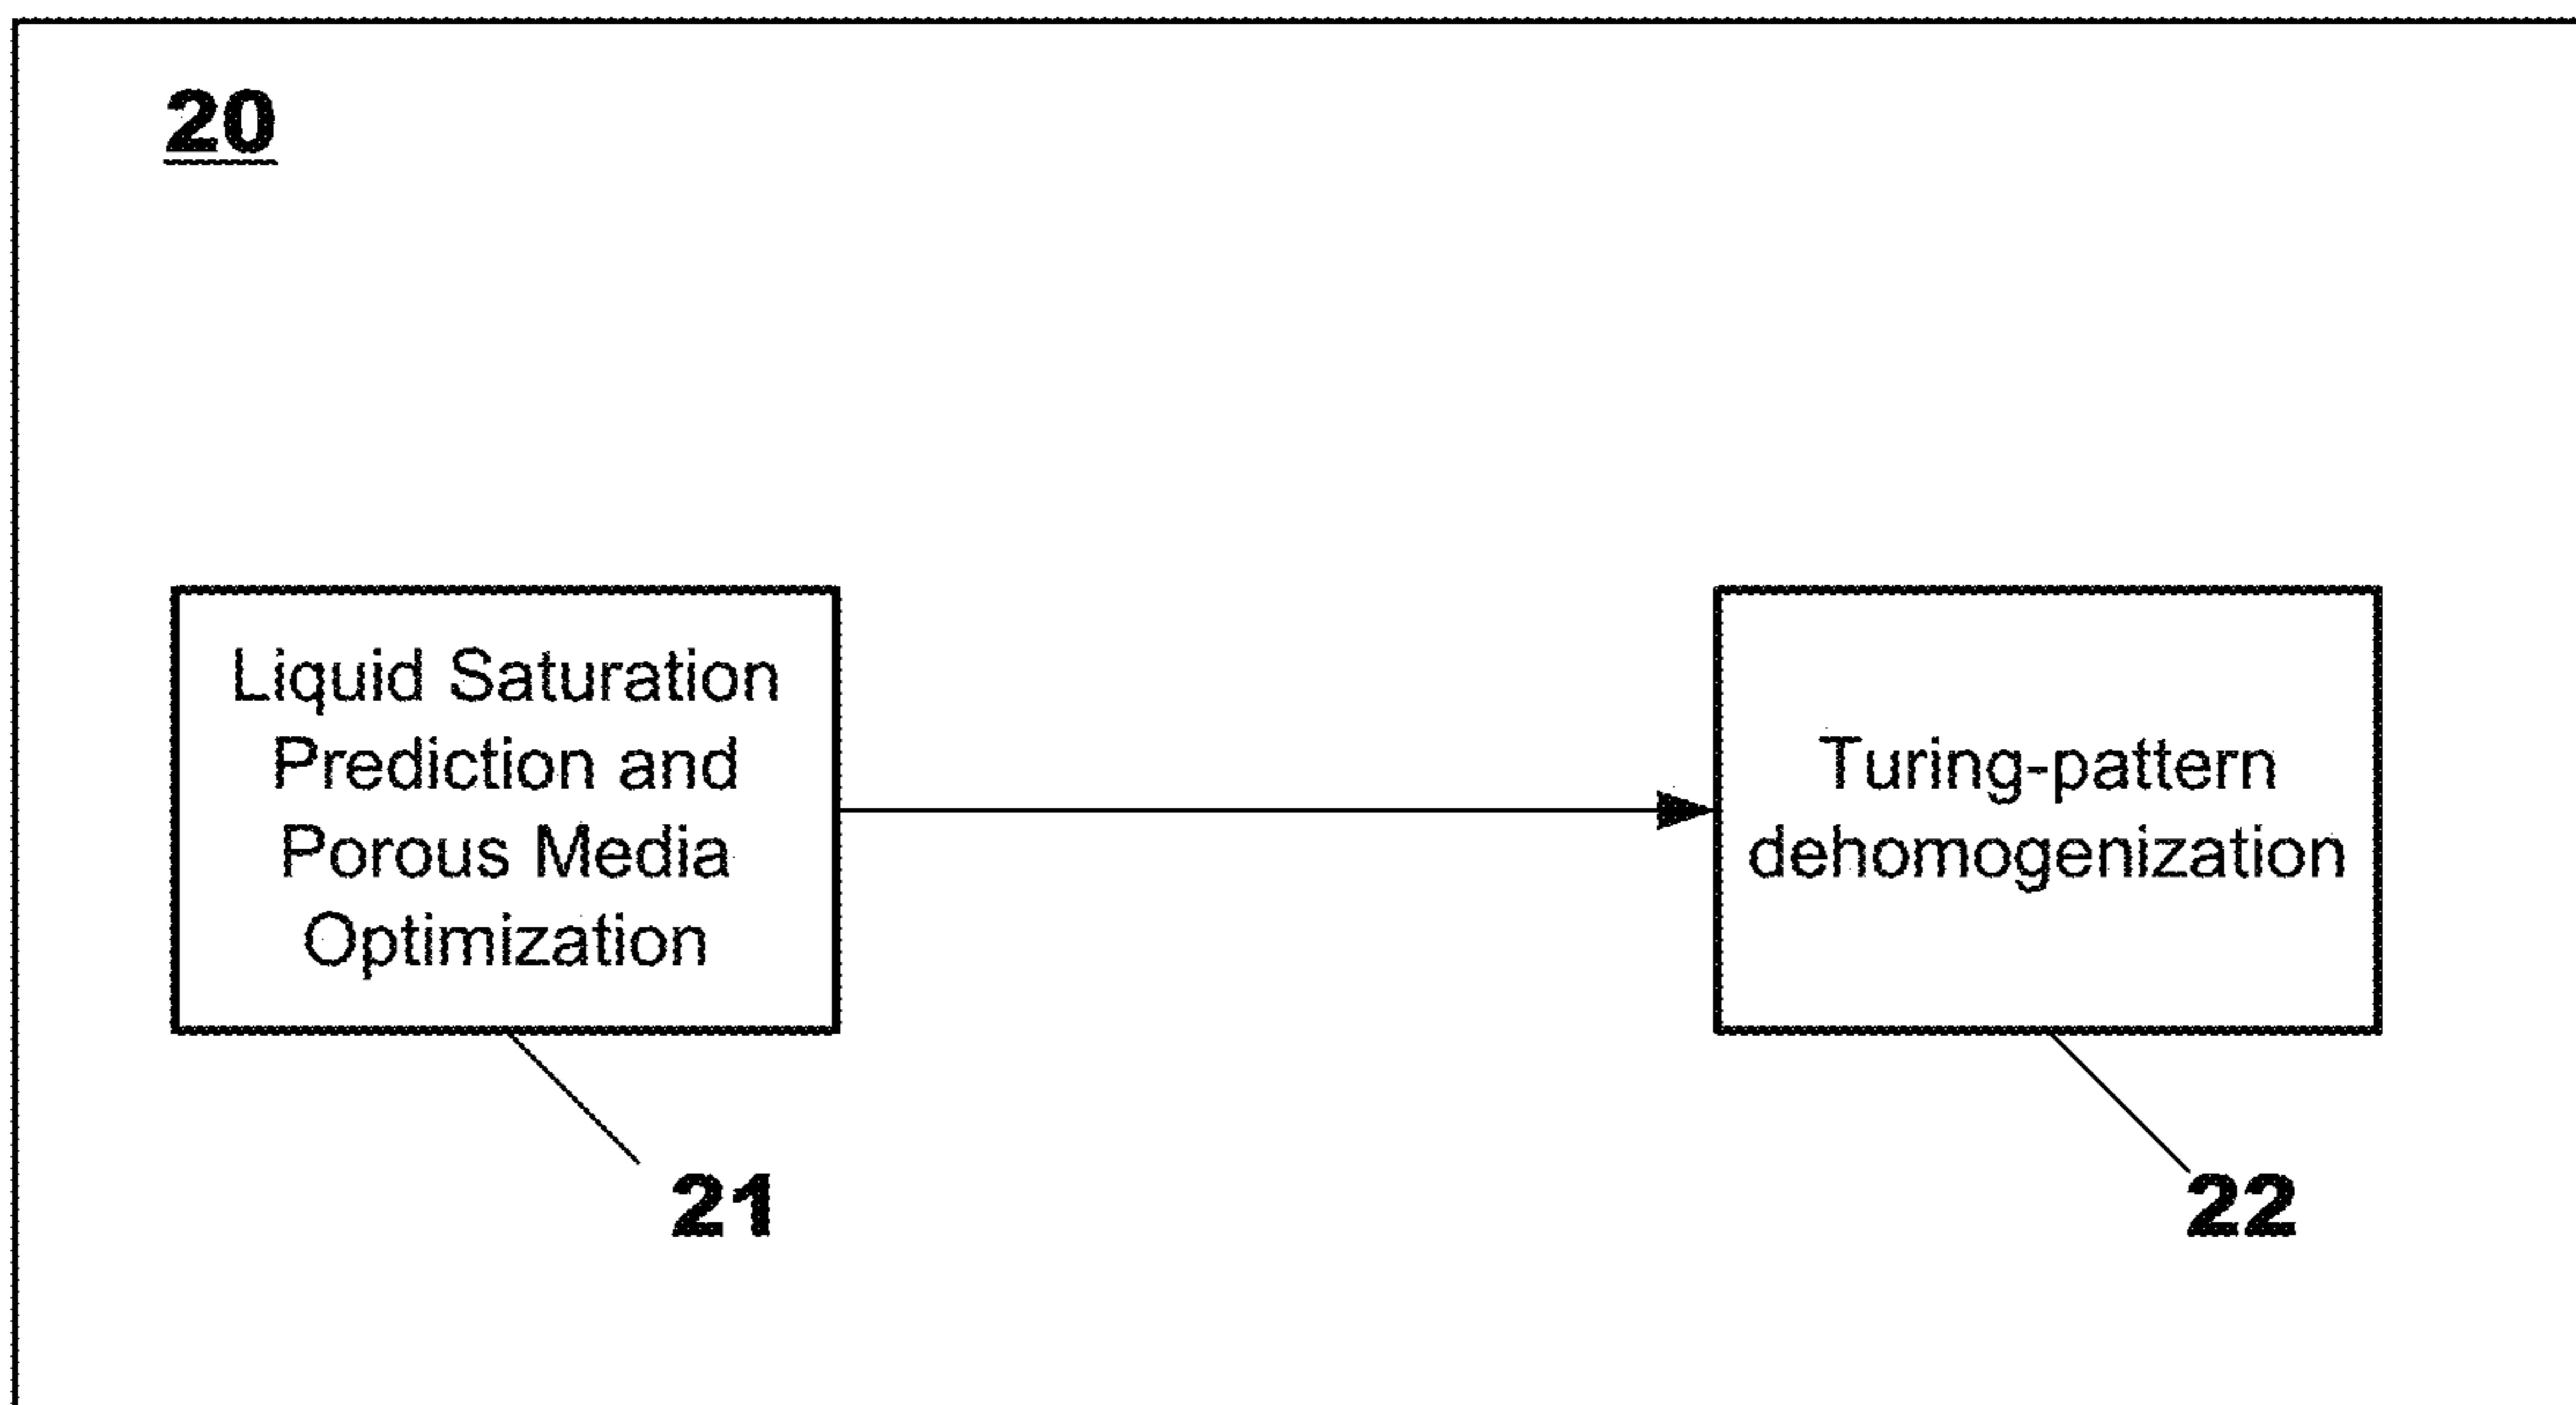 20
Liquid Saturation
Prediction and
Porous Media
Optimization
Turing-pattern
dehomogenization
21
22